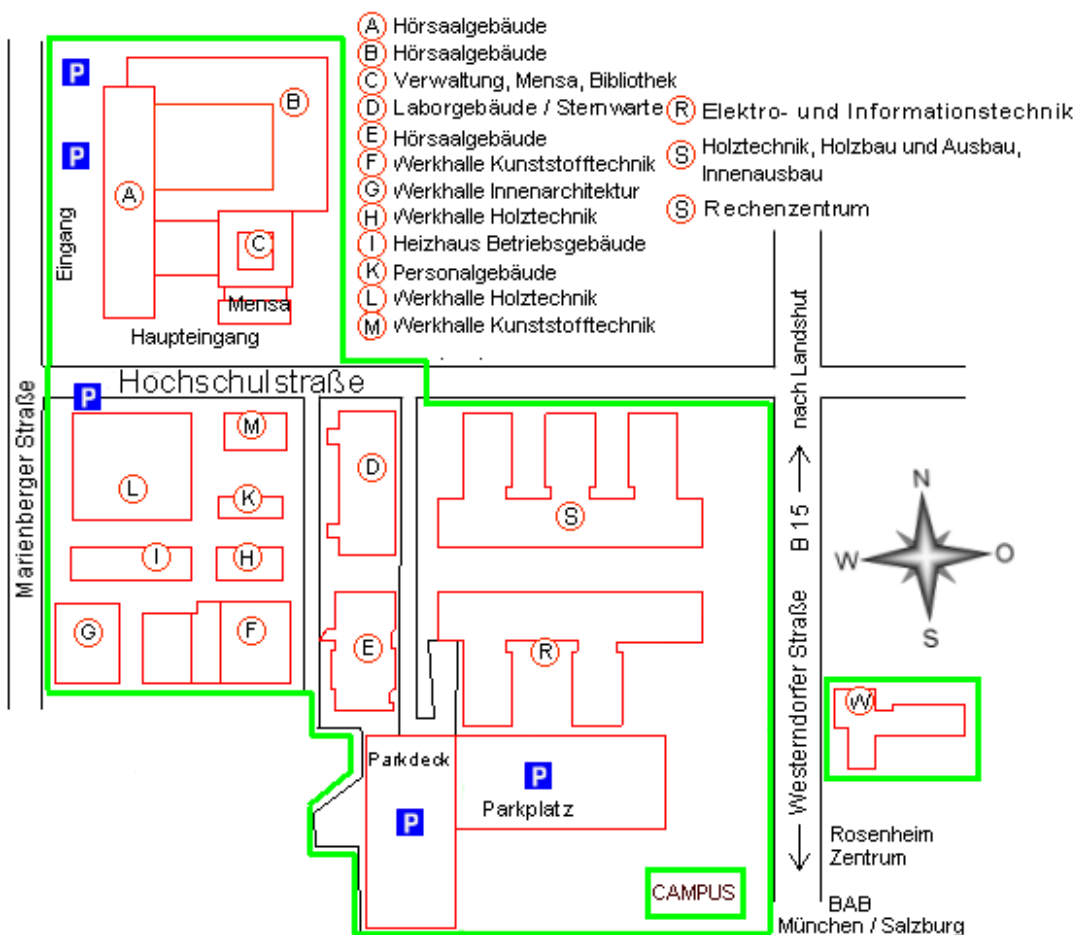 A Hörsaalgebäude
B Hörsaalgebäude
C Verwaltung, Mensa, Bibliothek
D Laborgebäude / Sternwarte
E Hörsaalgebäude
F Werkhalle Kunststofftechnik
G Werkhalle Innenarchitektur
H Werkhalle Holztechnik
I Heizhaus Betriebsgebäude
K Personalgebäude
L Werkhalle Holztechnik
M Werkhalle Kunststofftechnik
R Elektro- und Informationstechnik
S Holztechnik, Holzbau und Ausbau,
Innenausbau
S Rechenzentrum
P
P
B
A
C
Eingang
Mensa
Haupteingang
Hochschulstraße
Marienberger Straße
P
M
L
K
I
H
G
F
D
E
S
R
nach Landshut
B 15
Westerndorfer Straße
N
W
O
S
W
Parkdeck
P
P
Parkplatz
CAMPUS
Rosenheim
Zentrum
BAB
München / Salzburg